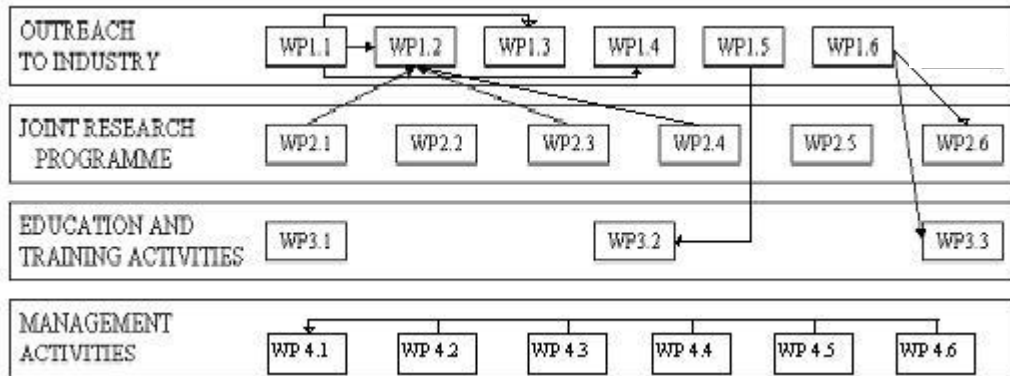 OUTREACH
TO INDUSTRY
WP1.1 WP1.2 WP1.3 WP1.4 WP1.5 WP1.6
JOINT RESEARCH
PROGRAMME
WP2.1 WP2.2 WP2.3 WP2.4 WP2.5 WP2.6
EDUCATION AND
TRAINING ACTIVITIES
WP3.1 WP3.2 WP3.3
MANAGEMENT
ACTIVITIES
WP 4.1 WP 4.2 WP 4.3 WP 4.4 WP 4.5 WP 4.6